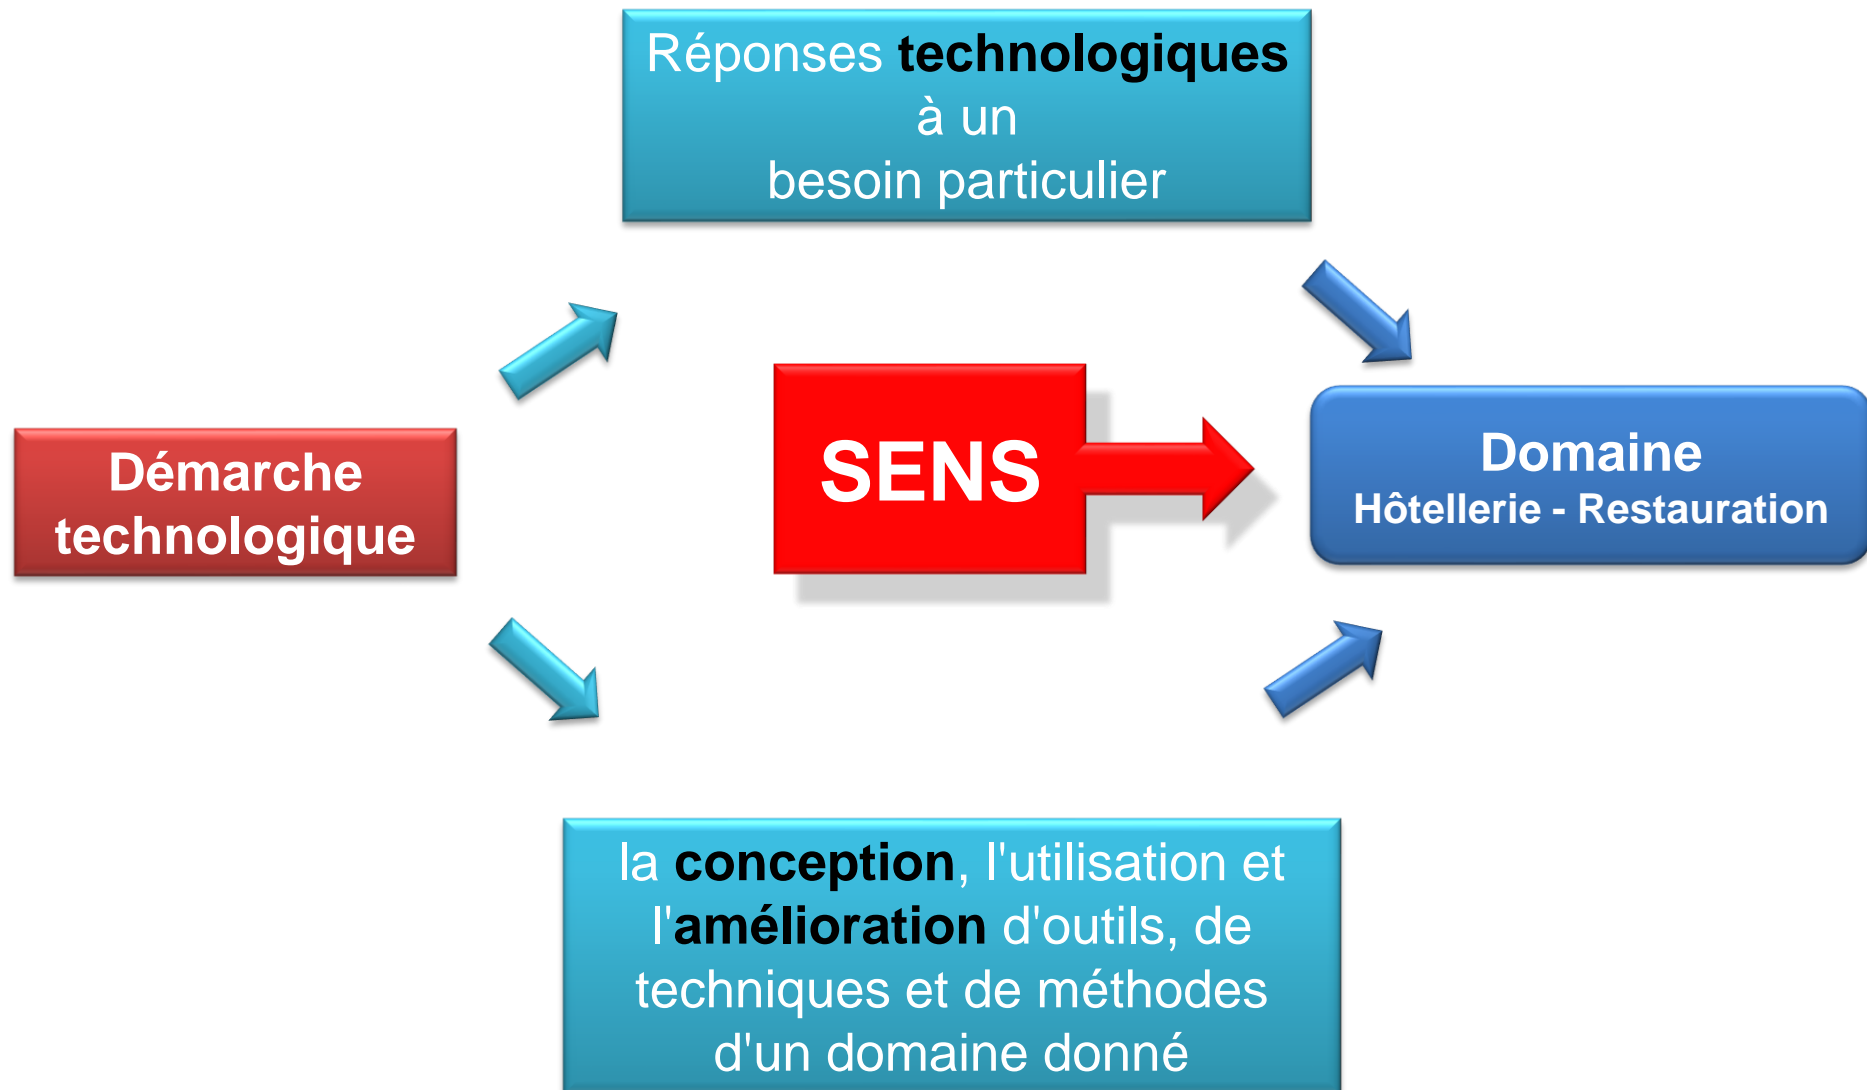 Réponses technologiques
à un
besoin particulier
Démarche
technologique
SENS
Domaine
Hôtellerie - Restauration
la conception, l'utilisation et
l'amélioration d'outils, de
techniques et de méthodes
d'un domaine donné